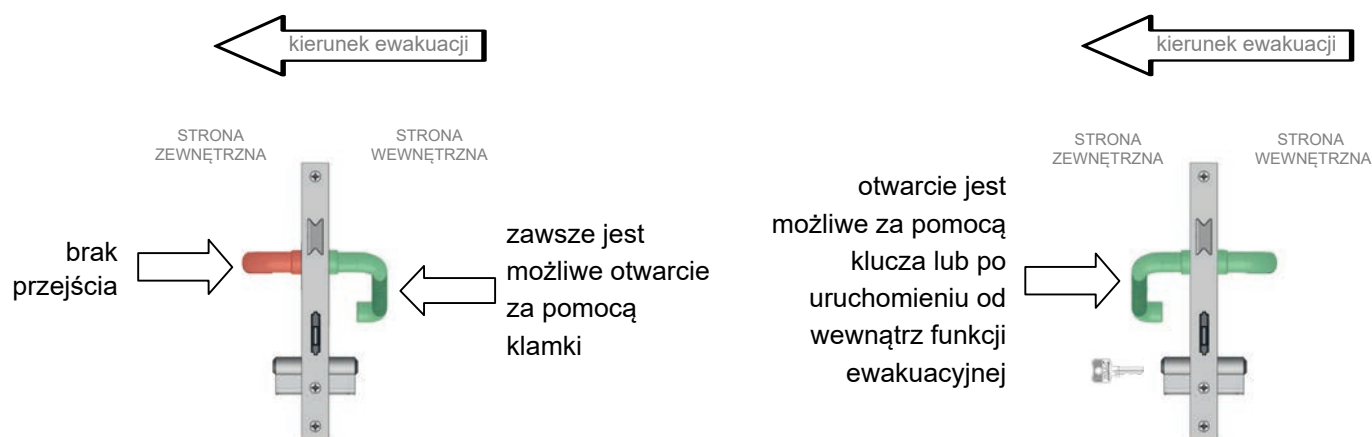 kierunek ewakuacji
STRONA
ZEWNĘTRZNA
STRONA
WEWNĘTRZNA
brak
przejścia
zawsze jest
możliwe otwarcie
za pomocą
klamki
kierunek ewakuacji
STRONA
ZEWNĘTRZNA
STRONA
WEWNĘTRZNA
otwarcie jest
możliwe za pomocą
klucza lub po
uruchomieniu od
wewnątrz funkcji
ewakuacyjnej